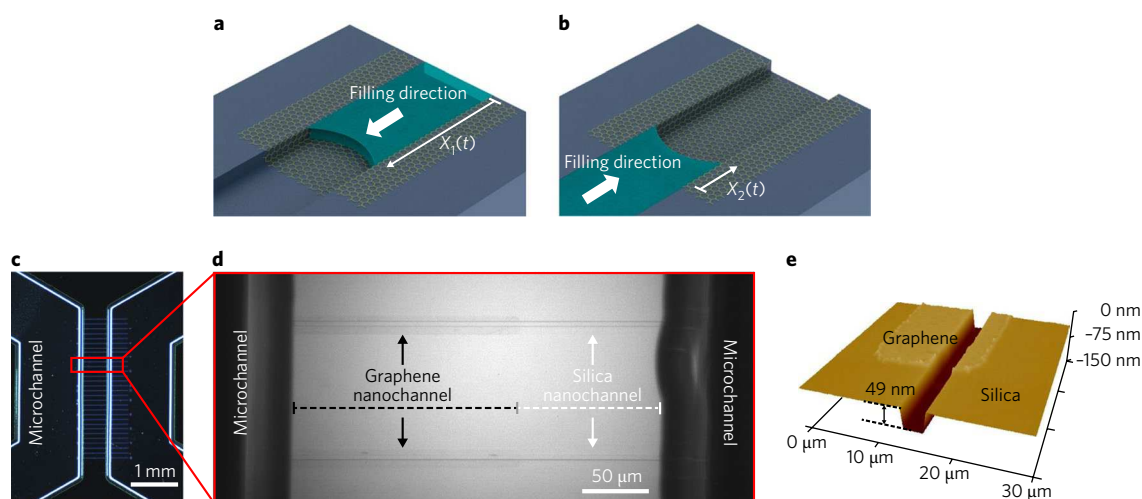 a
Filling direction
X₁(t)
b
Filling direction
X₂(t)
c
Microchannel
1 mm
d
Microchannel
Graphene
nanochannel
Silica
nanochannel
Microchannel
50 µm
e
0 nm
–75 nm
–150 nm
Graphene
49 nm
Silica
0 µm
10 µm
20 µm
30 µm